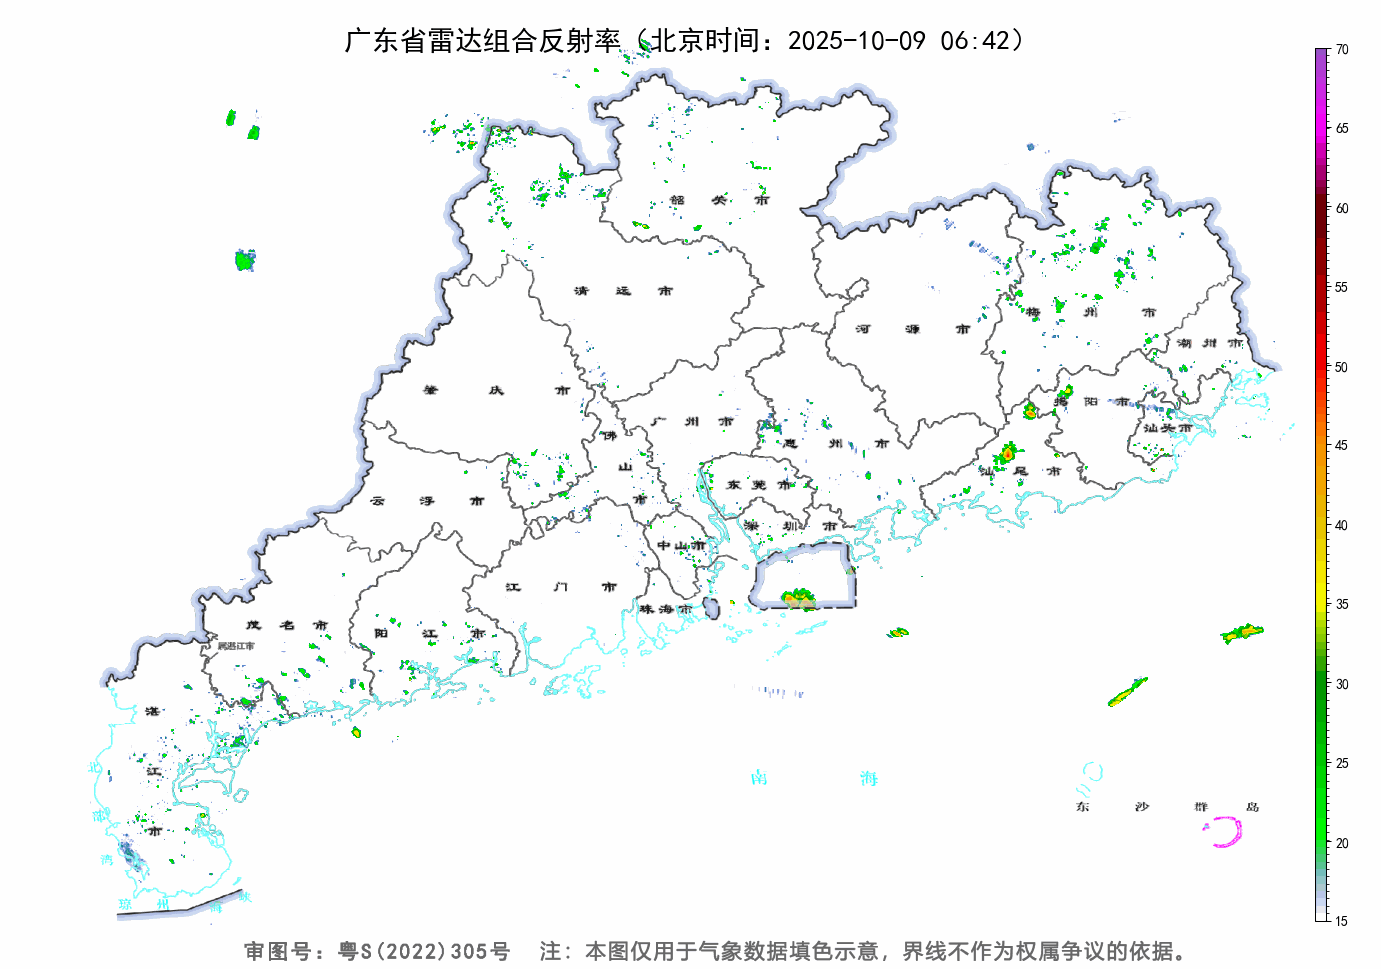 广东省雷达组合反射率（北京时间：2025-10-09 06:42）
70
65
60
55
50
45
40
35
30
25
20
15
韶关市
清远市
河源市
梅州市
潮州市
肇庆市
广州市
佛山市
惠州市
揭阳市
汕头市
汕尾市
云浮市
东莞市
深圳市
中山市
江门市
珠海市
茂名市
阳江市
属湛江市
湛江市
北部湾
琼州海峡
南海
东沙群岛
审图号：粤S(2022)305号 注：本图仅用于气象数据填色示意，界线不作为权属争议的依据。